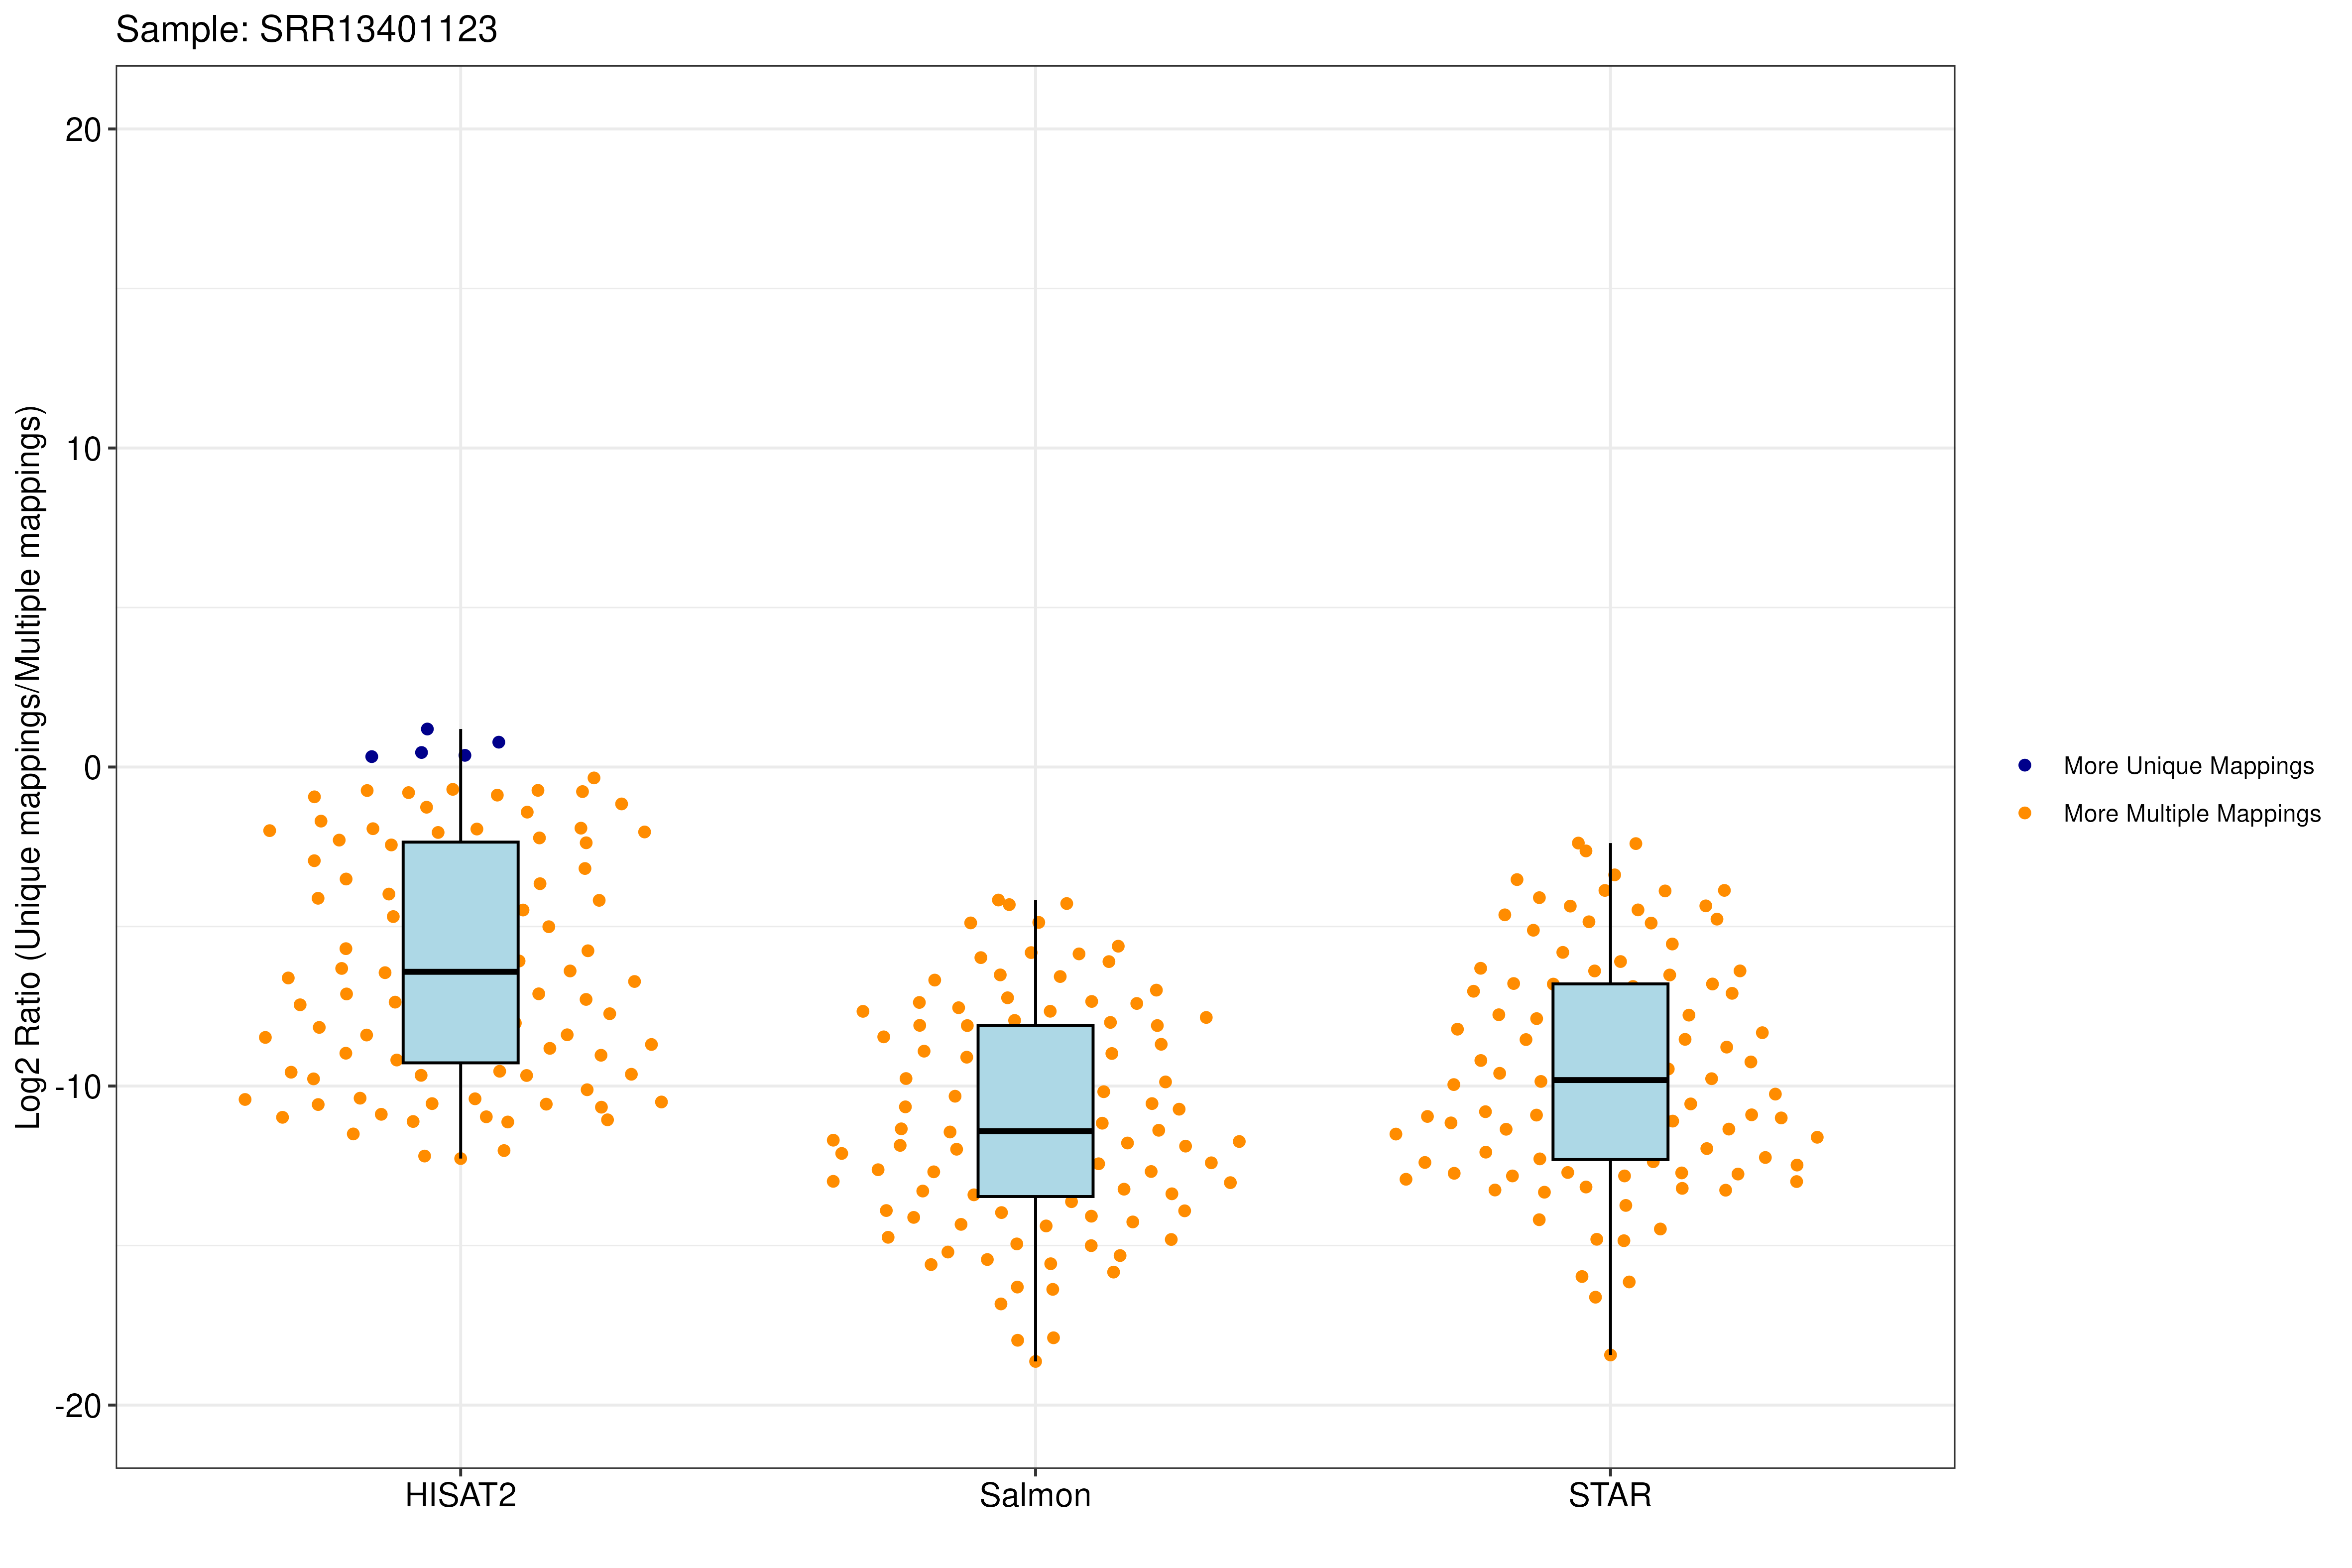 Sample: SRR13401123
Log2 Ratio (Unique mappings/Multiple mappings)
20
10
0
-10
-20
HISAT2
Salmon
STAR
More Unique Mappings
More Multiple Mappings